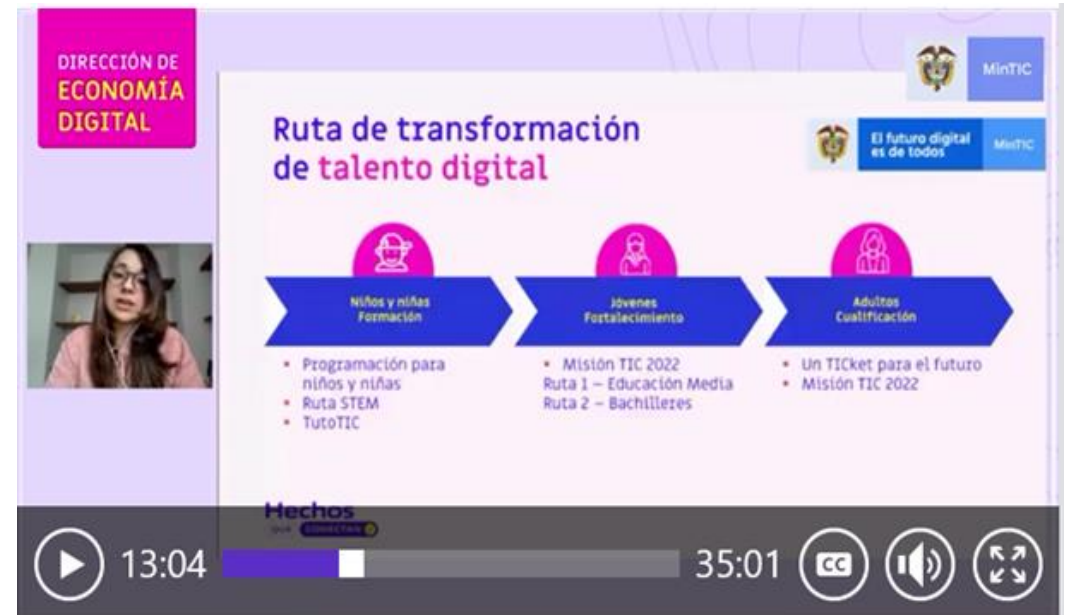 DIRECCIÓN DE
ECONOMÍA
DIGITAL
MinTIC
Ruta de transformación
de talento digital
El futuro digital
es de todos
MinTIC
Niños y niñas
Formación
Jóvenes
Fortalecimiento
Adultos
Cualificación
• Programación para
niños y niñas
• Ruta STEM
• TutoTIC
• Misión TIC 2022
Ruta 1 – Educación Media
Ruta 2 – Bachilleres
• Un TICket para el futuro
• Misión TIC 2022
Hechos
QUE CONECTAN
13:04
35:01
CC